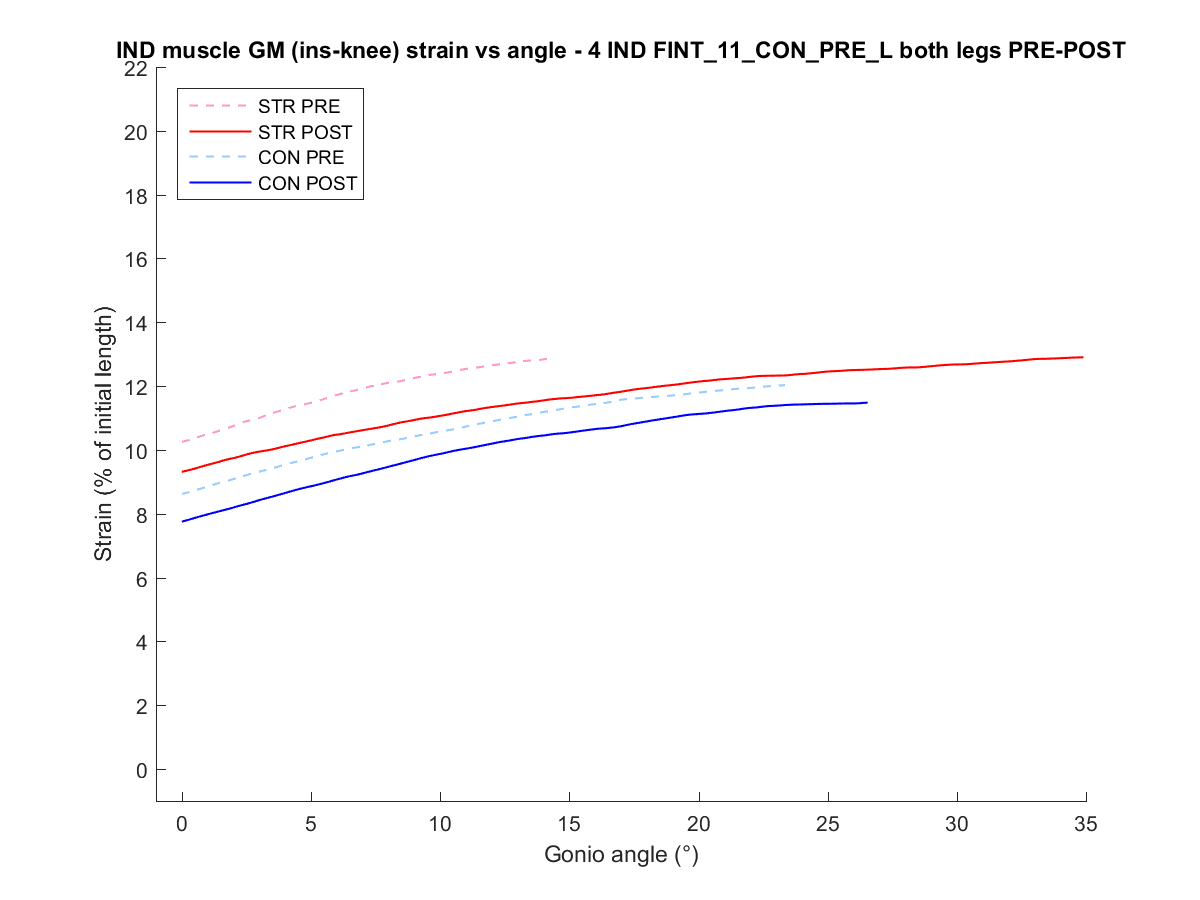 IND muscle GM (ins-knee) strain vs angle - 4 IND FINT_11_CON_PRE_L both legs PRE-POST
22
20
18
16
14
12
10
8
6
4
2
0
STR PRE
STR POST
CON PRE
CON POST
Strain (% of initial length)
0 5 10 15 20 25 30 35
Gonio angle (°)